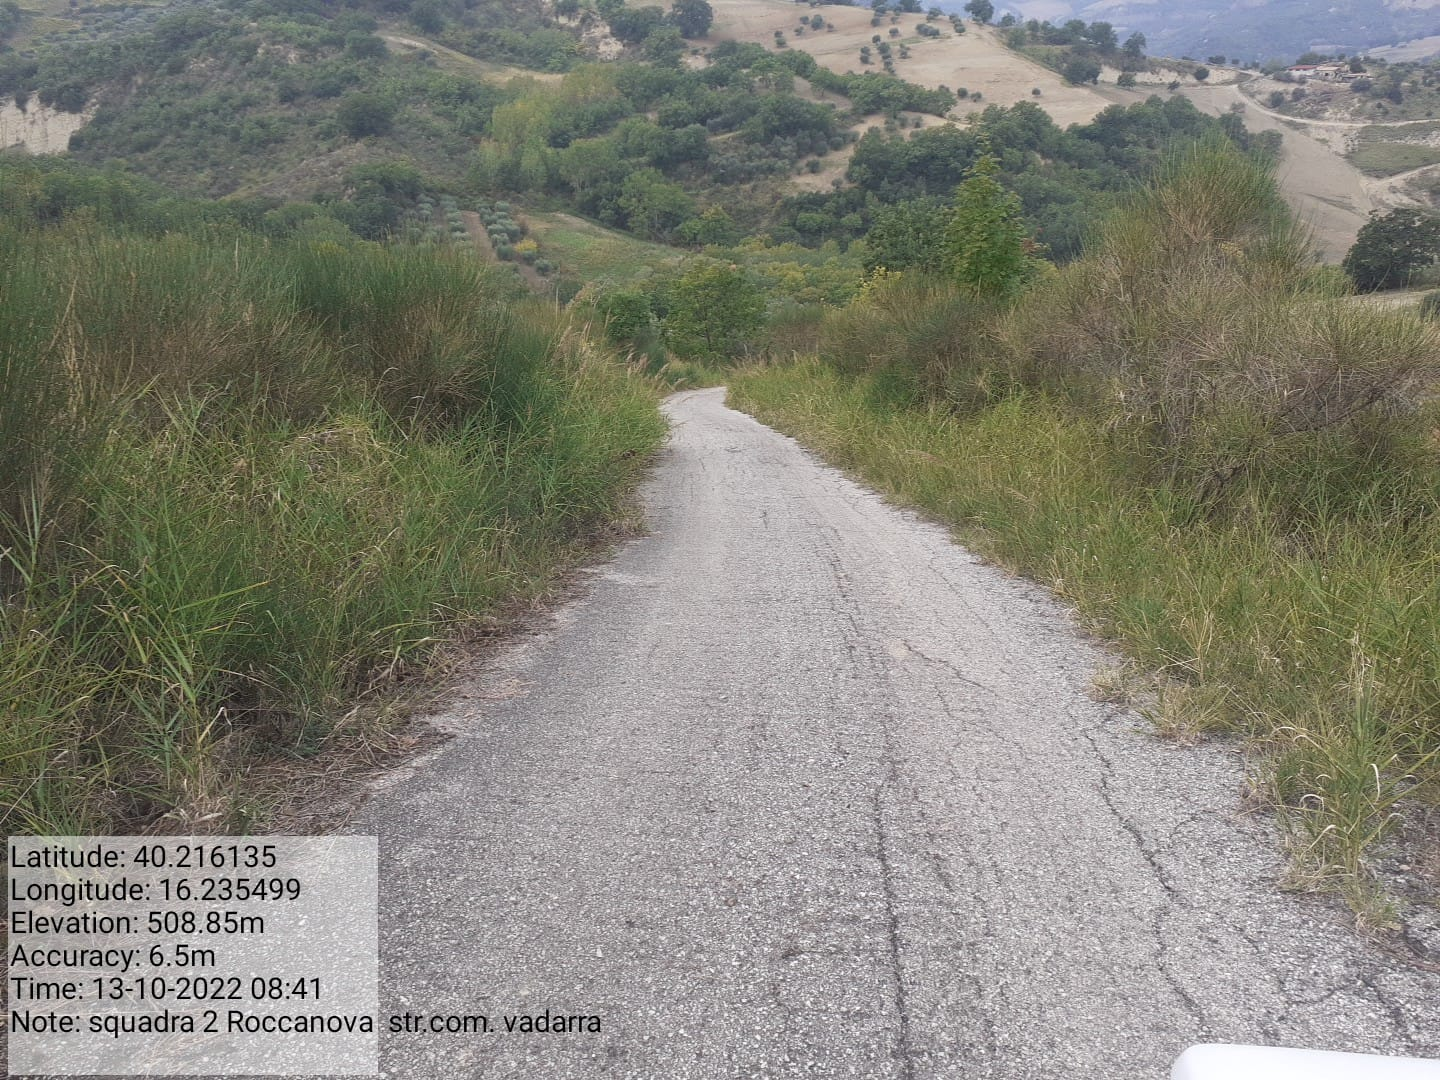 Latitude: 40.216135
Longitude: 16.235499
Elevation: 508.85m
Accuracy: 6.5m
Time: 13-10-2022 08:41
Note: squadra 2 Roccanova  str.com. vadarra